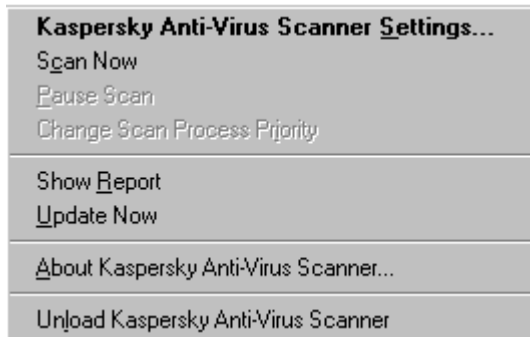 Kaspersky Anti-Virus Scanner Settings...
Scan Now
Pause Scan
Change Scan Process Priority
Show Report
Update Now
About Kaspersky Anti-Virus Scanner...
Unload Kaspersky Anti-Virus Scanner